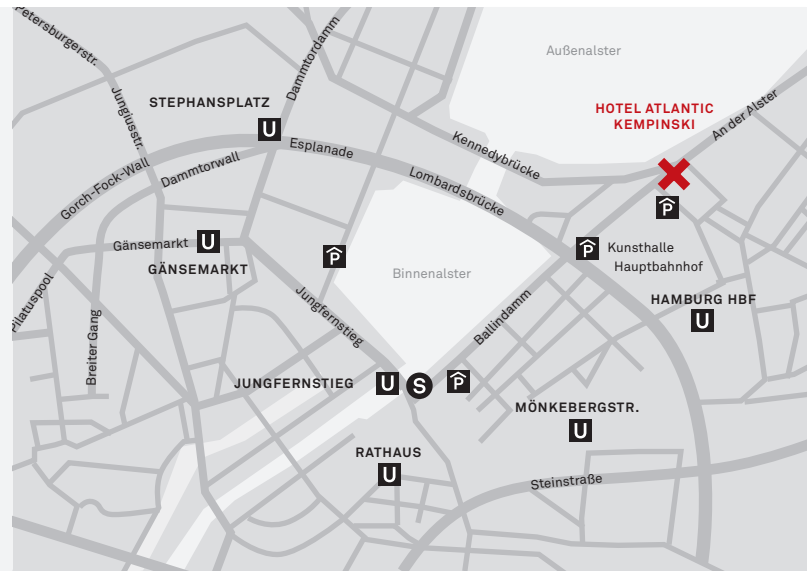 Petersburgerstr.
Dammtordamm
Außenalster
Jungiusstr.
STEPHANSPLATZ
U
HOTEL ATLANTIC
KEMPINSKI
An der Alster
Kennedybrücke
Esplanade
Gorch-Fock-Wall
Dammtorwall
Lombardsbrücke
P
Gänsemarkt U
GÄNSEMARKT
P
P Kunsthalle
Hauptbahnhof
Binnenalster
Pilatuspool
Breiter Gang
Jungfernstieg
Ballindamm
HAMBURG HBF
U
JUNGFERNSTIEG U S P
MÖNKEBERGSTR.
U
RATHAUS
U
Steinstraße